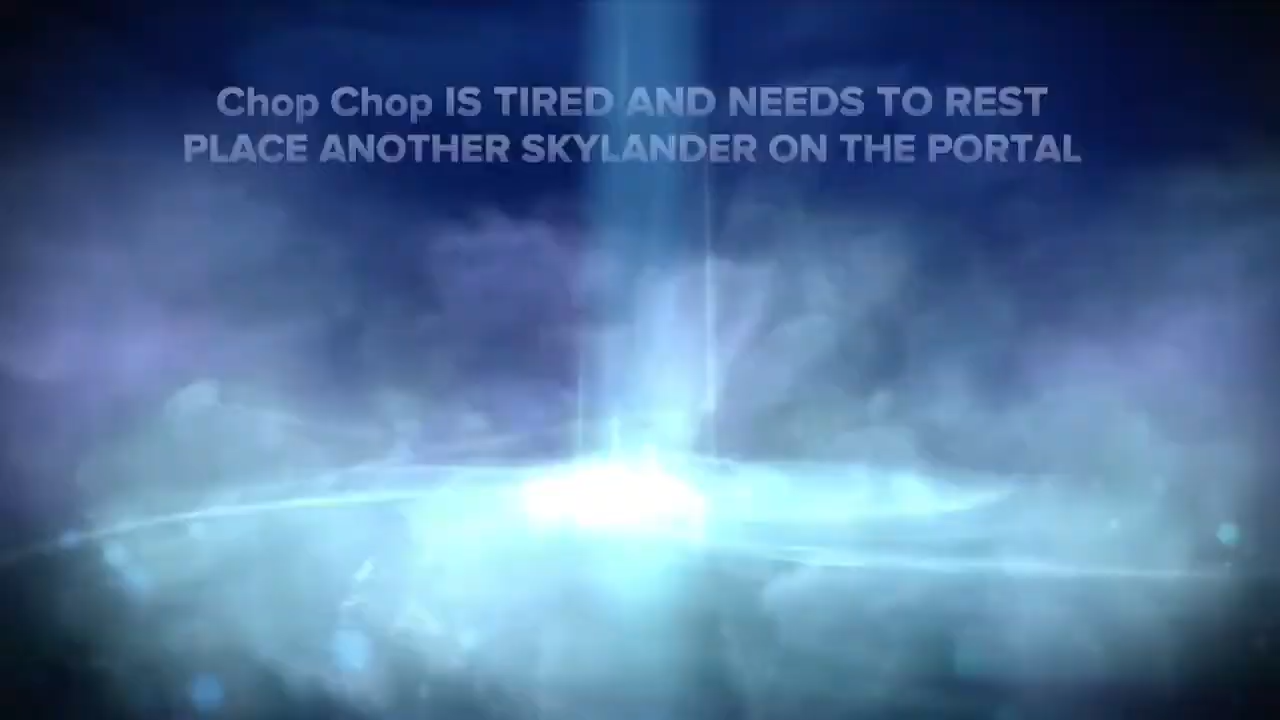 Chop Chop IS TIRED AND NEEDS TO REST
PLACE ANOTHER SKYLANDER ON THE PORTAL